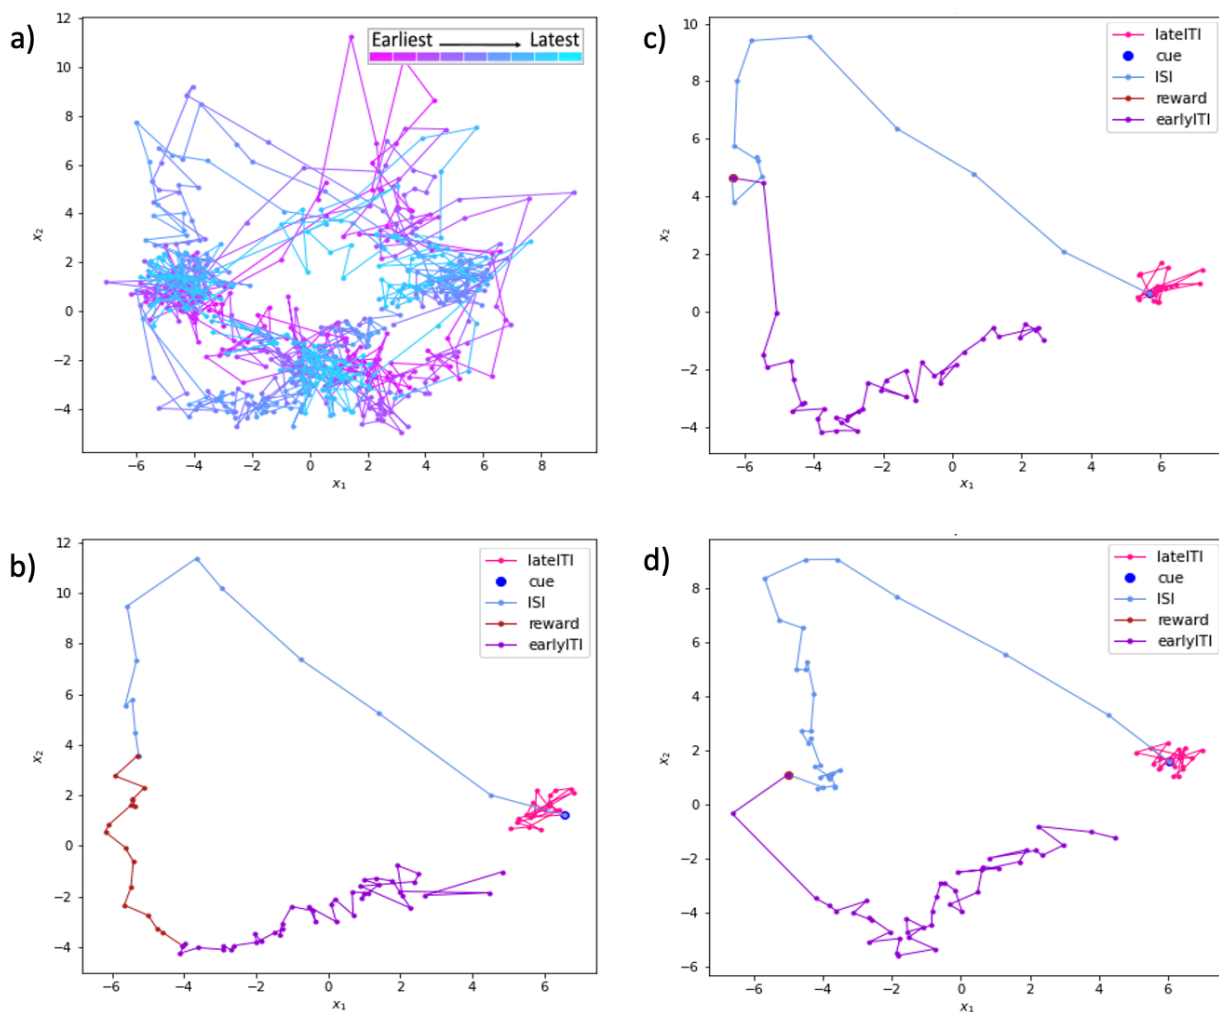 a)
Earliest Latest
12
10
8
6
4
2
0
−2
−4
x₂
−6 −4 −2 0 2 4 6 8
x₁
c)
lateITI
cue
ISI
reward
earlyITI
10
8
6
4
2
0
−2
−4
x₂
−6 −4 −2 0 2 4 6
x₁
b)
lateITI
cue
ISI
reward
earlyITI
12
10
8
6
4
2
0
−2
−4
x₂
−6 −4 −2 0 2 4 6
x₁
d)
lateITI
cue
ISI
reward
earlyITI
8
6
4
2
0
−2
−4
−6
x₂
−6 −4 −2 0 2 4 6
x₁